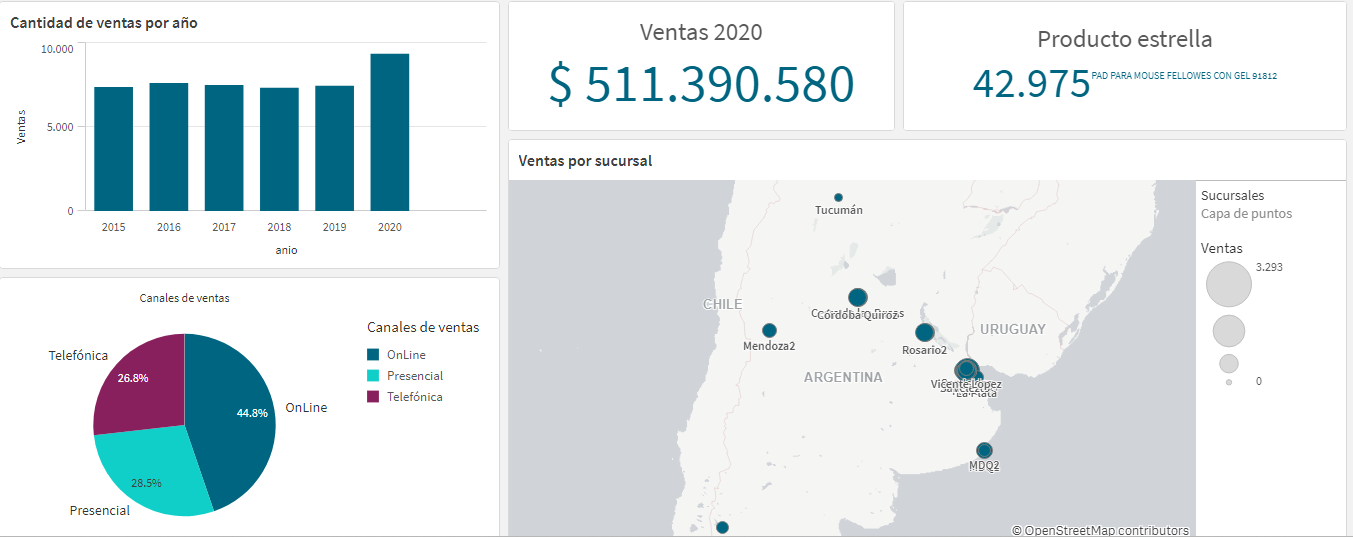 Cantidad de ventas por año
10.000
5.000
0
Ventas
2015 2016 2017 2018 2019 2020
anio
Canales de ventas
Telefónica
26.8%
44.8%
OnLine
28.5%
Presencial
Canales de ventas
OnLine
Presencial
Telefónica
Ventas 2020
$ 511.390.580
Producto estrella
42.975 PAD PARA MOUSE FELLOWES CON GEL 91812
Ventas por sucursal
Tucumán
CHILE
Córdoba Quiroz
URUGUAY
Mendoza2
Rosario2
ARGENTINA
Vicente Lopez
La Plata
MDQ2
© OpenStreetMap contributors
Sucursales
Capa de puntos
Ventas
3.293
0